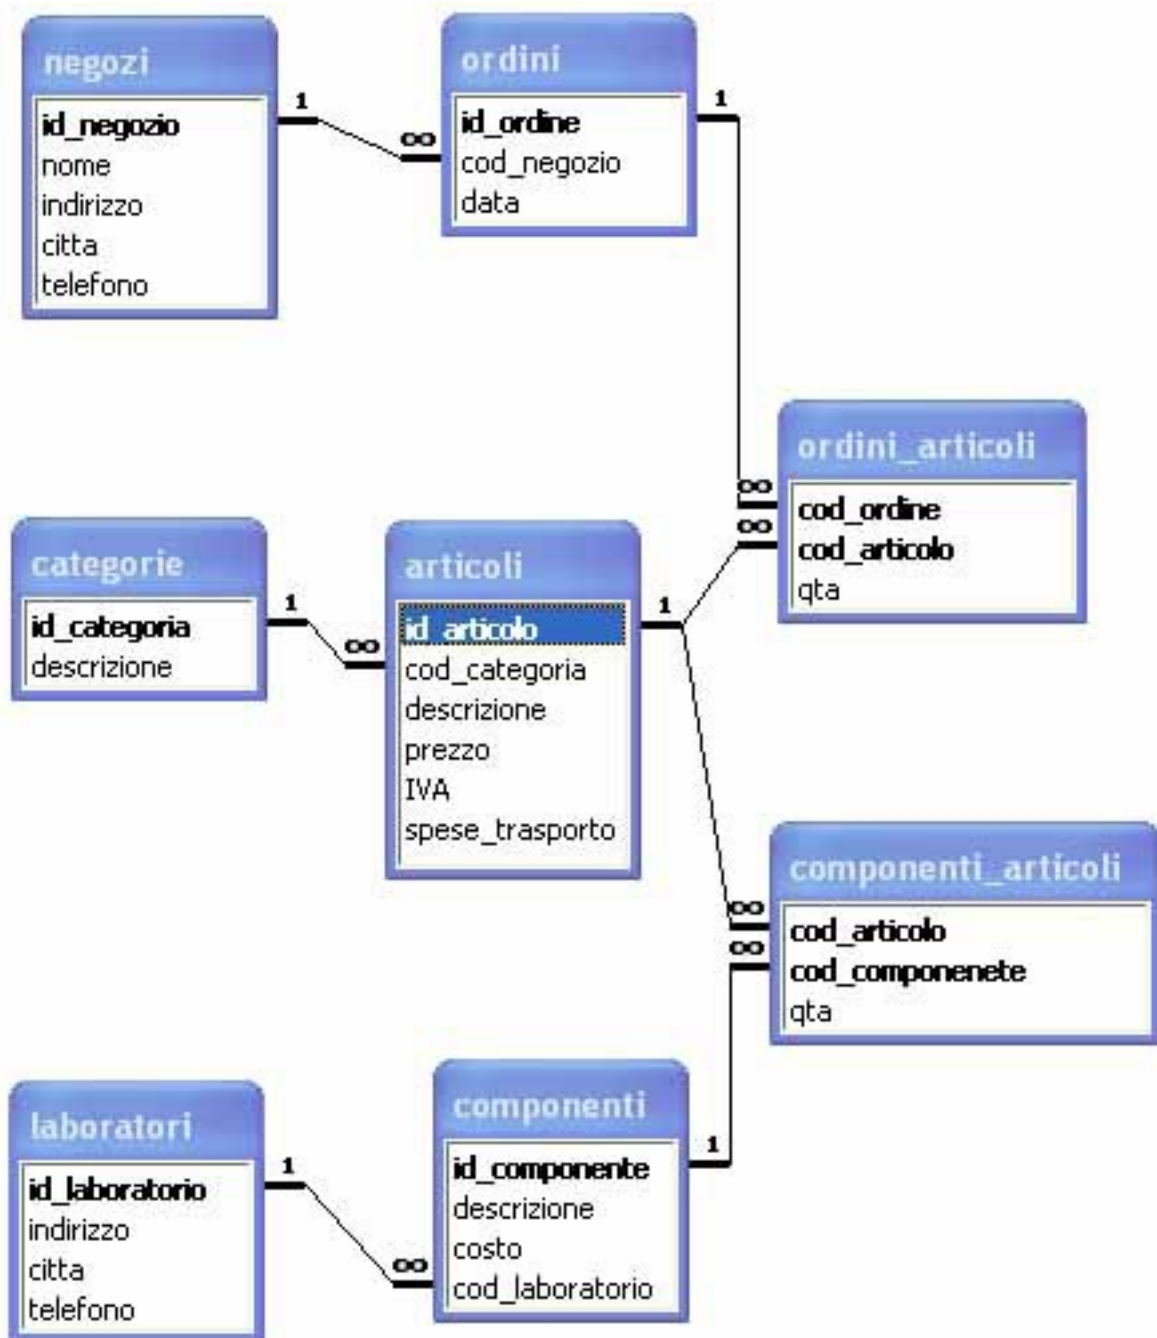 negozi
id_negozio
nome
indirizzo
citta
telefono
1
∞
ordini
id_ordine
cod_negozio
data
1
∞
∞
ordini_articoli
cod_ordine
cod_articolo
qta
categorie
id_categoria
descrizione
1
∞
articoli
id_articolo
cod_categoria
descrizione
prezzo
IVA
spese_trasporto
1
∞
∞
componenti_articoli
cod_articolo
cod_componenete
qta
laboratori
id_laboratorio
indirizzo
citta
telefono
1
∞
componenti
id_componente
descrizione
costo
cod_laboratorio
1